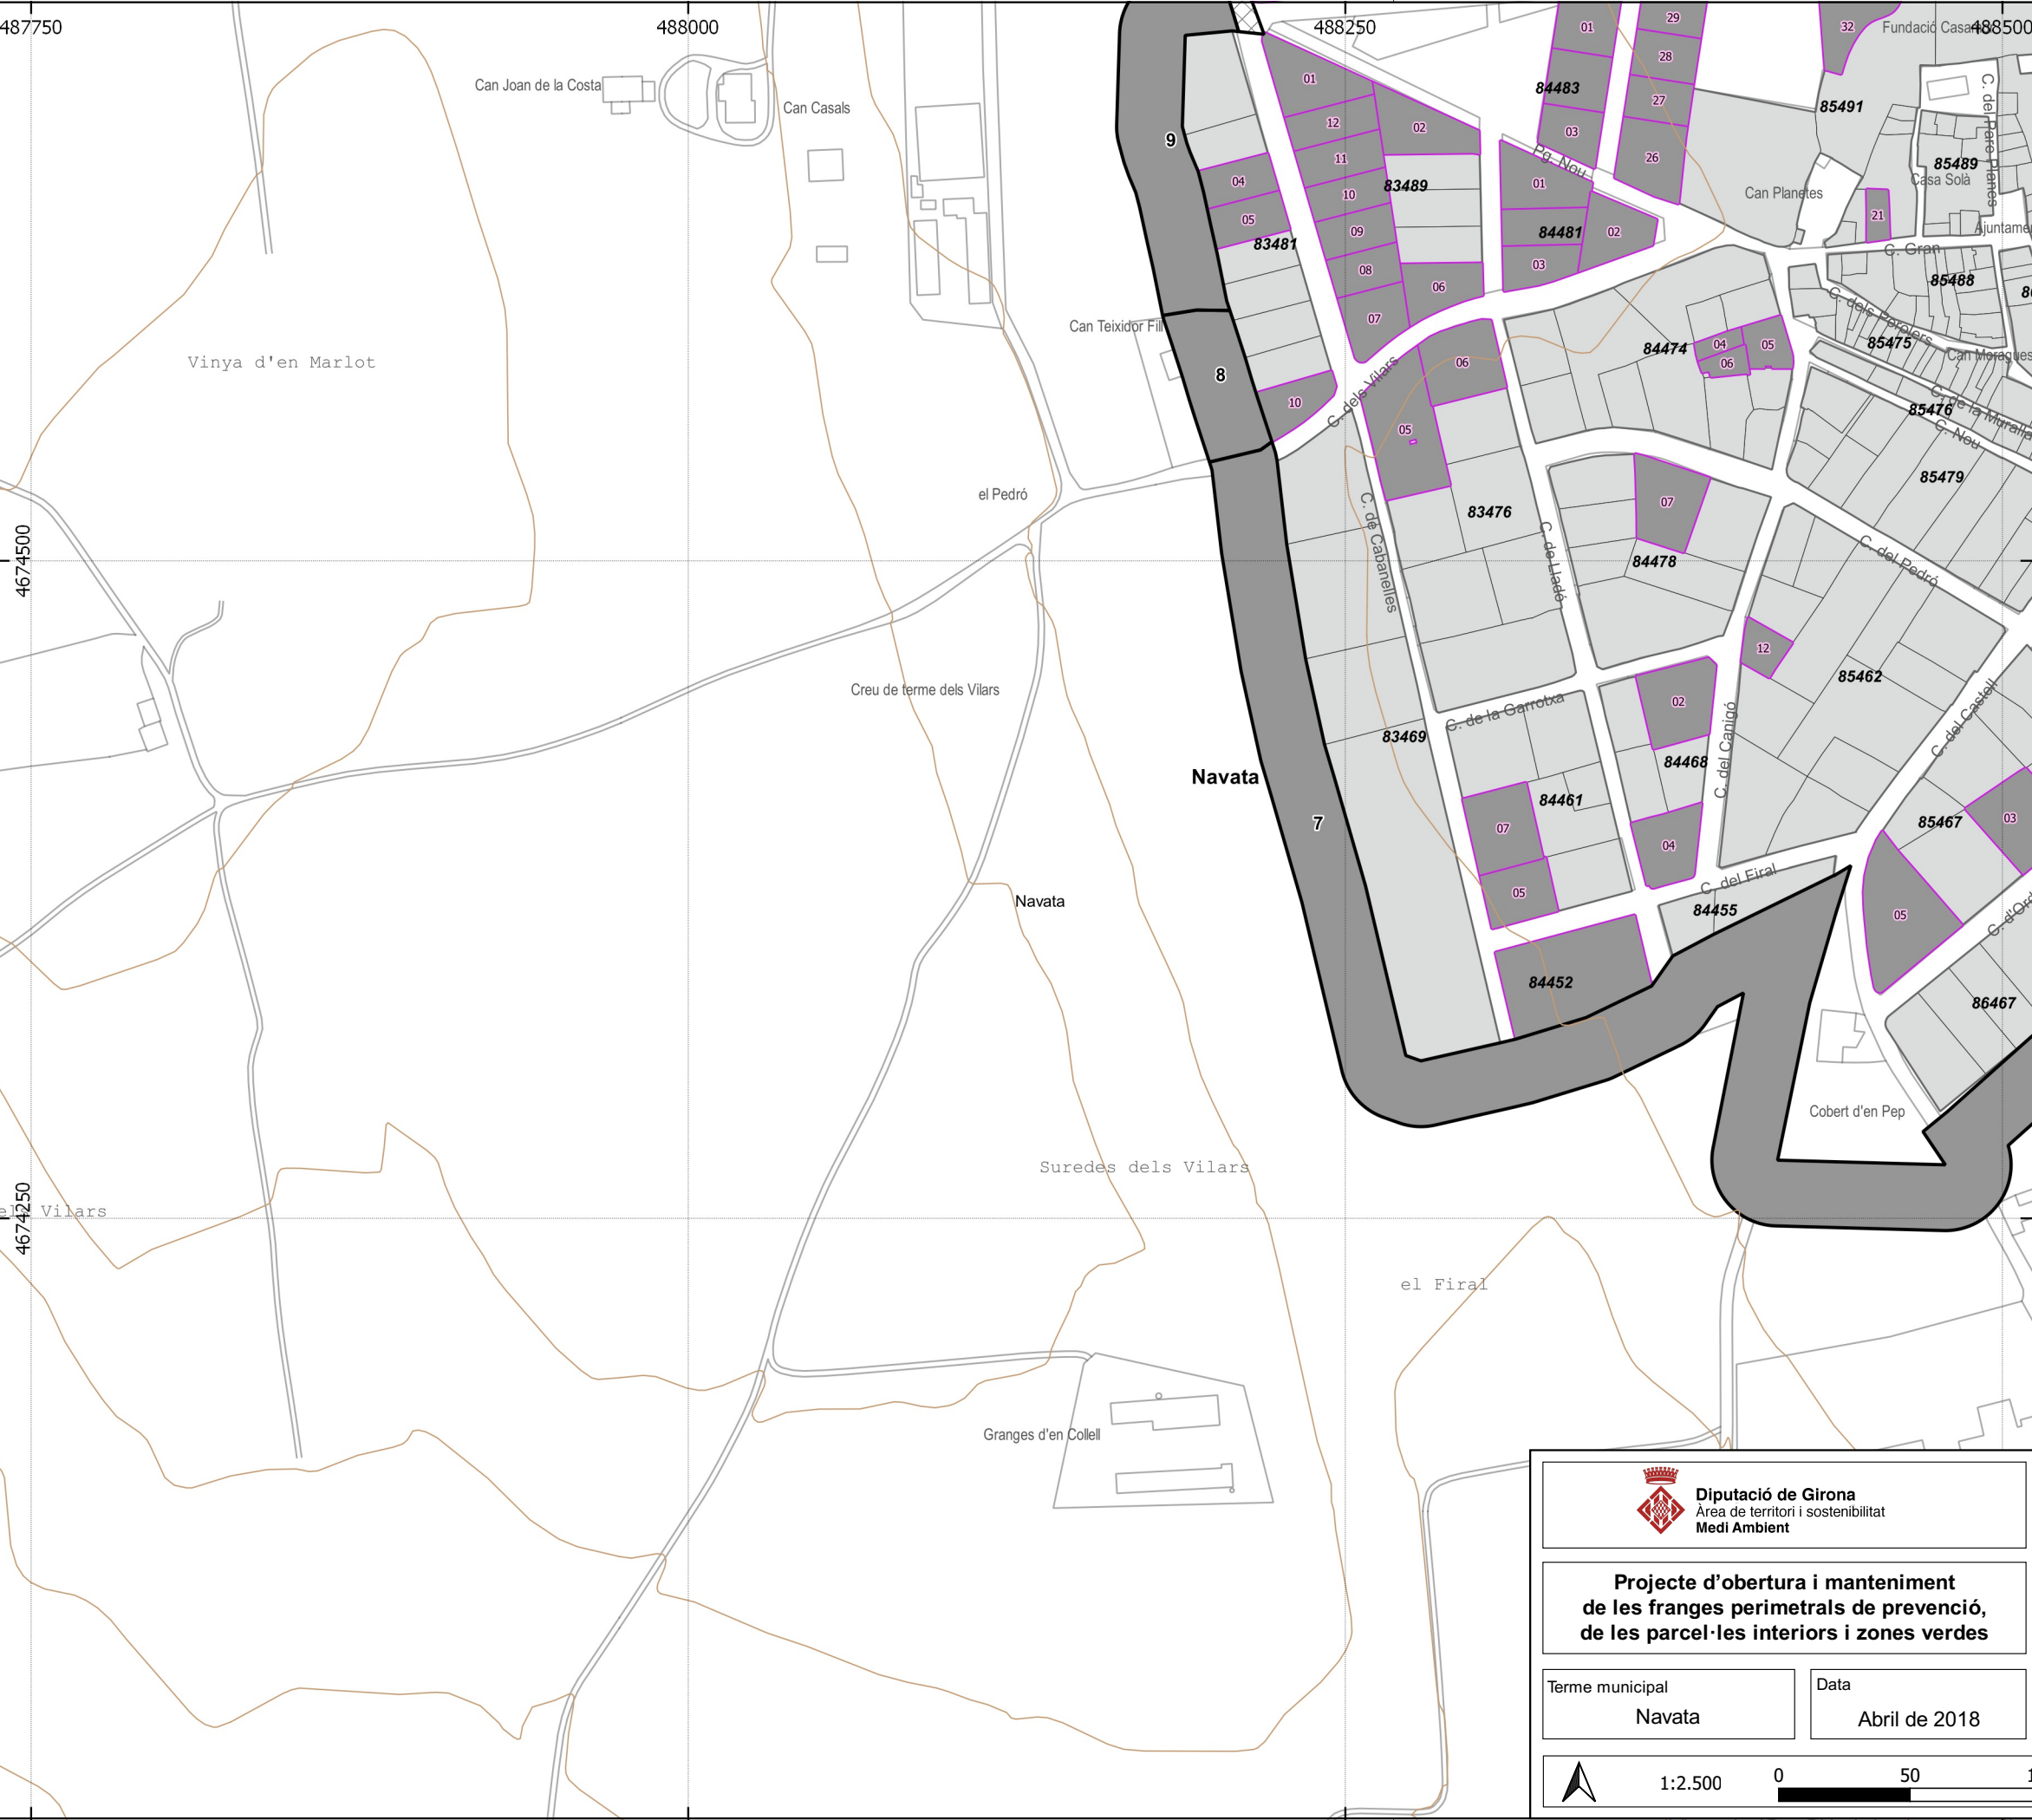 487750
488000
488250
488500
29
01
28
32
Fundació Casa
Can Joan de la Costa
Can Casals
01
84483
27
85491
C. del Pare Planes
9
12
02
03
Pg. Nou
26
85489
11
Can Planetes
Casa Solà
04
10
83489
01
05
09
21
Ajuntame
83481
84481
02
C. Gran
08
03
06
85488
C. dels Perolers
07
Can Teixidor Fill
Vinya d'en Marlot
06
84474
04
05
06
85475
Can Moragues
8
C. dels Vilars
10
05
C. de la Muralla
85476
C. Nou
85479
el Pedró
C. de Cabanelles
83476
07
C. de Lladó
84478
C. del Pedró
4674500
12
85462
Creu de terme dels Vilars
C. de la Garrotxa
02
C. del Castell
83469
C. del Canigó
84468
Navata
84461
7
07
04
85467
03
05
C. del Firal
Navata
84455
05
84452
86467
Cobert d'en Pep
Suredes dels Vilars
Vilars
4674250
el Firal
Granges d'en Collell
Diputació de Girona
Àrea de territori i sostenibilitat
Medi Ambient
Projecte d'obertura i manteniment
de les franges perimetrals de prevenció,
de les parcel·les interiors i zones verdes
Terme municipal
Navata
Data
Abril de 2018
1:2.500
0
50